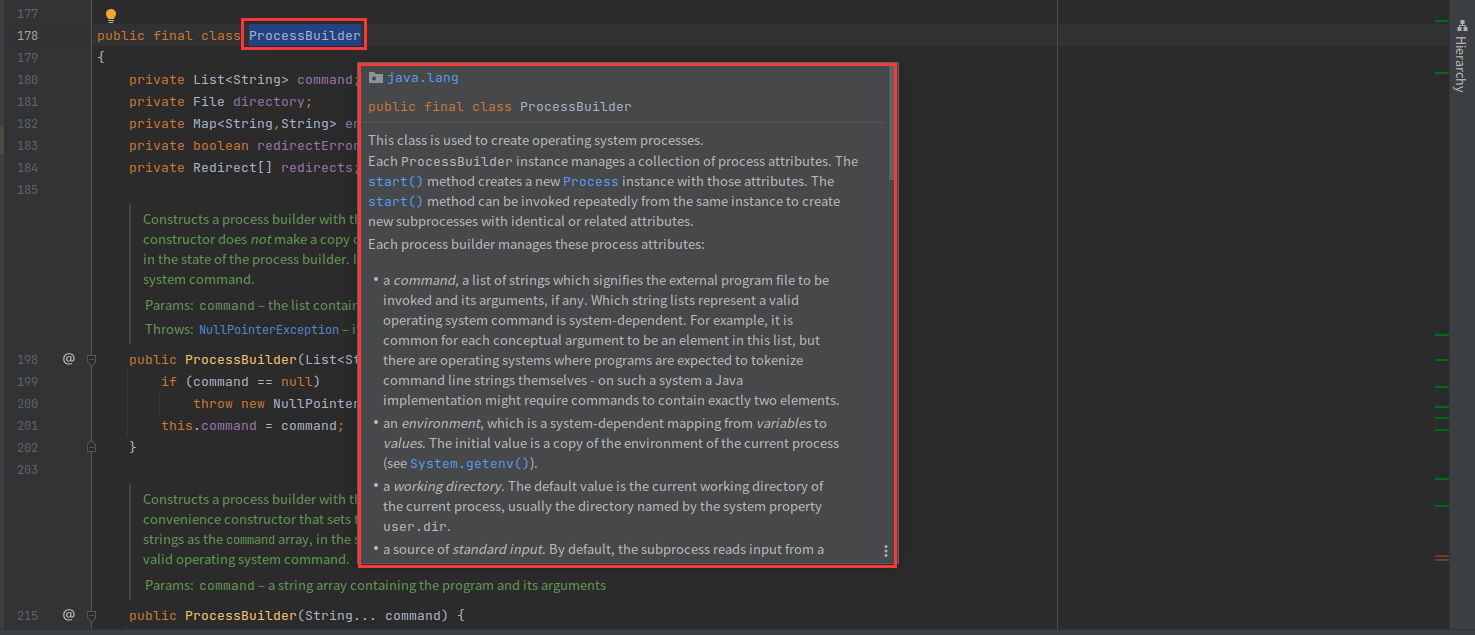 177
178 public final class ProcessBuilder
179 {
180 private List<String> command;
181 private File directory;
182 private Map<String,String> en
183 private boolean redirectError
184 private Redirect[] redirects;
185
Constructs a process builder with th
constructor does not make a copy o
in the state of the process builder. I
system command.
Params: command – the list contain
Throws: NullPointerException – i
198 @ public ProcessBuilder(List<St
199 if (command == null)
200 throw new NullPointer
201 this.command = command;
202 }
203
Constructs a process builder with th
convenience constructor that sets t
strings as the command array, in the s
valid operating system command.
Params: command – a string array containing the program and its arguments
215 @ public ProcessBuilder(String... command) {
java.lang
public final class ProcessBuilder
This class is used to create operating system processes.
Each ProcessBuilder instance manages a collection of process attributes. The
start() method creates a new Process instance with those attributes. The
start() method can be invoked repeatedly from the same instance to create
new subprocesses with identical or related attributes.
Each process builder manages these process attributes:
• a command, a list of strings which signifies the external program file to be
invoked and its arguments, if any. Which string lists represent a valid
operating system command is system-dependent. For example, it is
common for each conceptual argument to be an element in this list, but
there are operating systems where programs are expected to tokenize
command line strings themselves - on such a system a Java
implementation might require commands to contain exactly two elements.
• an environment, which is a system-dependent mapping from variables to
values. The initial value is a copy of the environment of the current process
(see System.getenv()).
• a working directory. The default value is the current working directory of
the current process, usually the directory named by the system property
user.dir.
• a source of standard input. By default, the subprocess reads input from a
Hierarchy